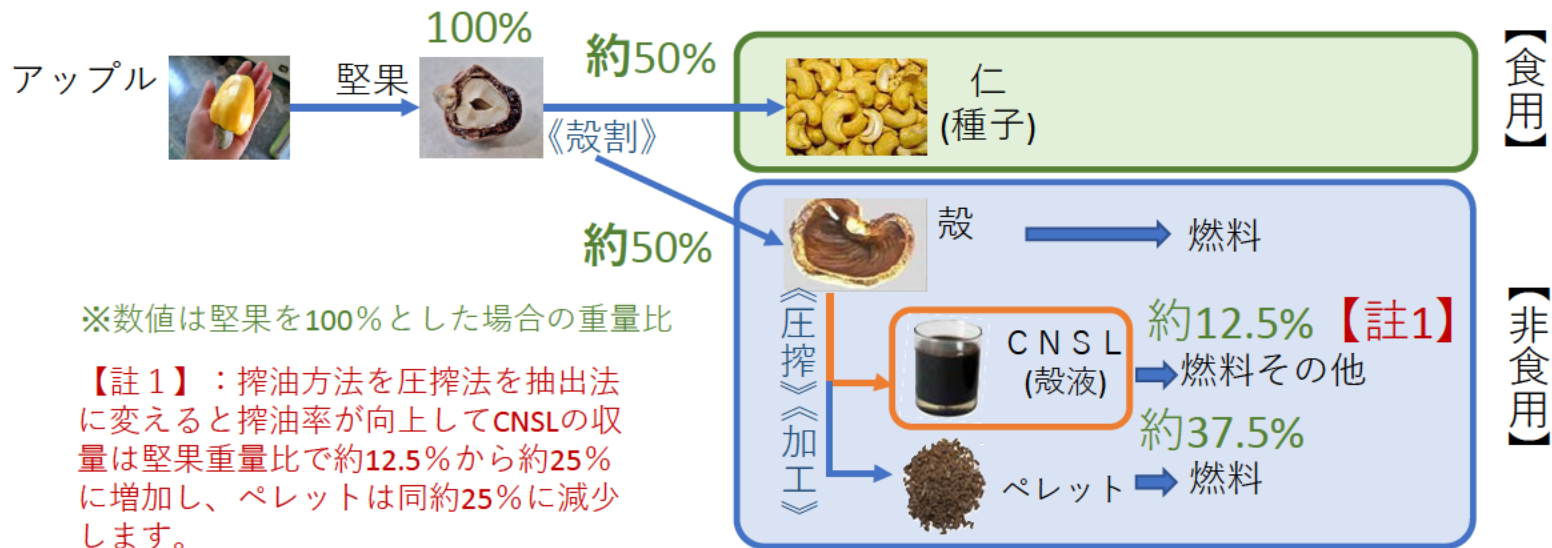 アップル
堅果
100%
《殻割》
約50%
仁
(種子)
【食用】
約50%
殻
燃料
《圧搾》
ＣＮＳＬ
(殻液)
約12.5%【註1】
燃料その他
《加工》
ペレット
約37.5%
燃料
【非食用】
※数値は堅果を100％とした場合の重量比
【註１】：搾油方法を圧搾法を抽出法
に変えると搾油率が向上してCNSLの収
量は堅果重量比で約12.5％から約25％
に増加し、ペレットは同約25％に減少
します。